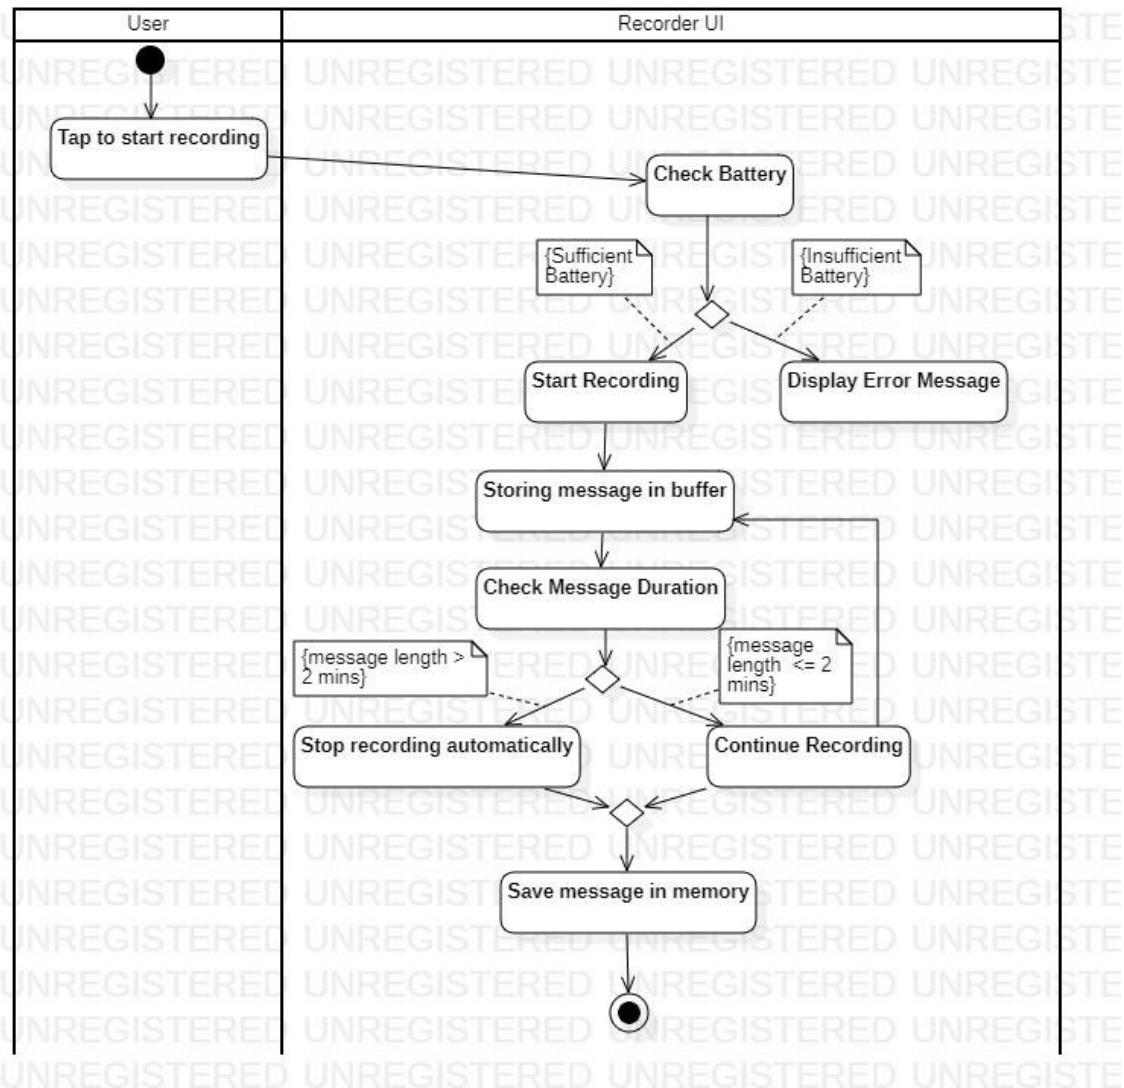 User
Recorder UI
Tap to start recording
Check Battery
{Sufficient
Battery}
{Insufficient
Battery}
Start Recording
Display Error Message
Storing message in buffer
Check Message Duration
{message length >
2 mins}
{message
length  <= 2
mins}
Stop recording automatically
Continue Recording
Save message in memory
UNREGISTERED